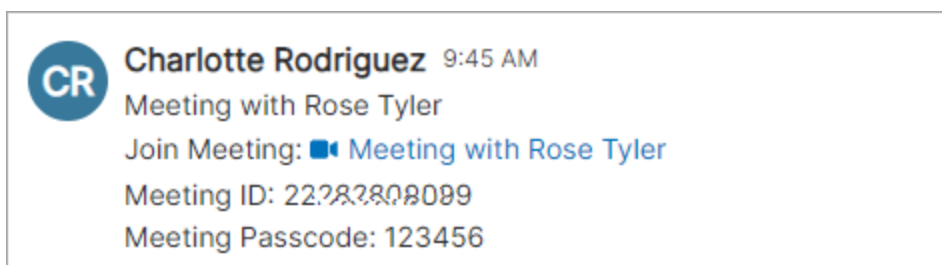 CR
Charlotte Rodriguez 9:45 AM
Meeting with Rose Tyler
Join Meeting: Meeting with Rose Tyler
Meeting ID:
Meeting Passcode: 123456